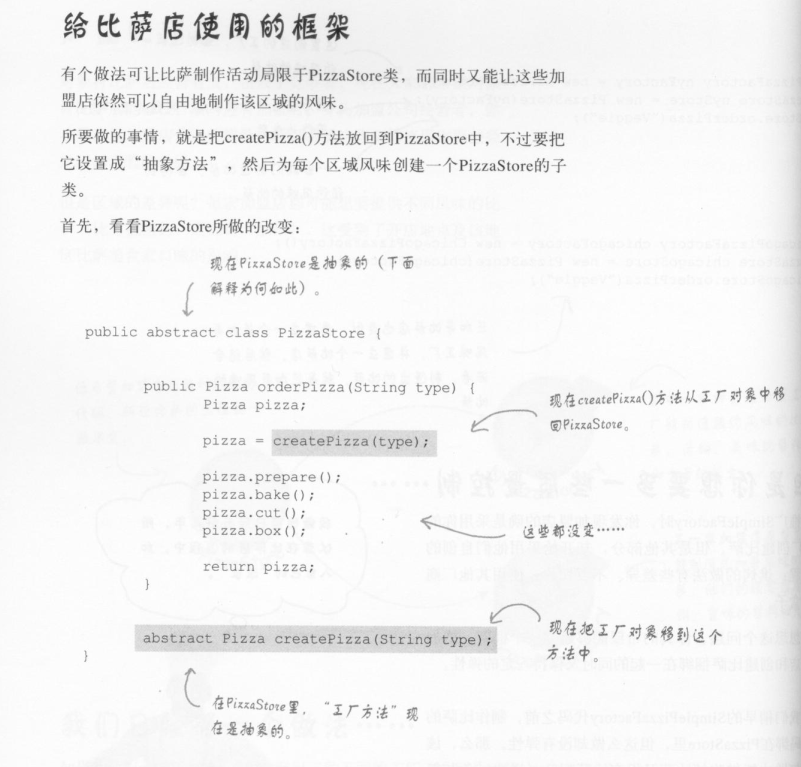 给比萨店使用的框架
有个做法可让比萨制作活动局限于PizzaStore类，而同时又能让这些加
盟店依然可以自由地制作该区域的风味。
所要做的事情，就是把createPizza()方法放回到PizzaStore中，不过要把
它设置成“抽象方法”，然后为每个区域风味创建一个PizzaStore的子
类。
首先，看看PizzaStore所做的改变：
现在PizzaStore是抽象的（下面
解释为何如此）。
public abstract class PizzaStore {
public Pizza orderPizza(String type) {
Pizza pizza;
现在createPizza()方法从工厂对象中移
回PizzaStore。
pizza = createPizza(type);
pizza.prepare();
pizza.bake();
pizza.cut();
pizza.box();
这些都没变……
return pizza;
}
abstract Pizza createPizza(String type);
现在把工厂对象移到这个
方法中。
}
在PizzaStore里，“工厂方法”现
在是抽象的。